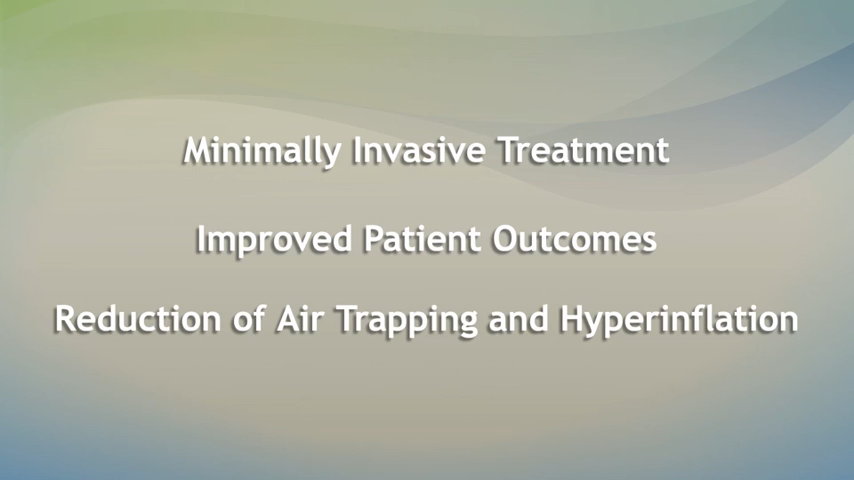 Minimally Invasive Treatment
Improved Patient Outcomes
Reduction of Air Trapping and Hyperinflation